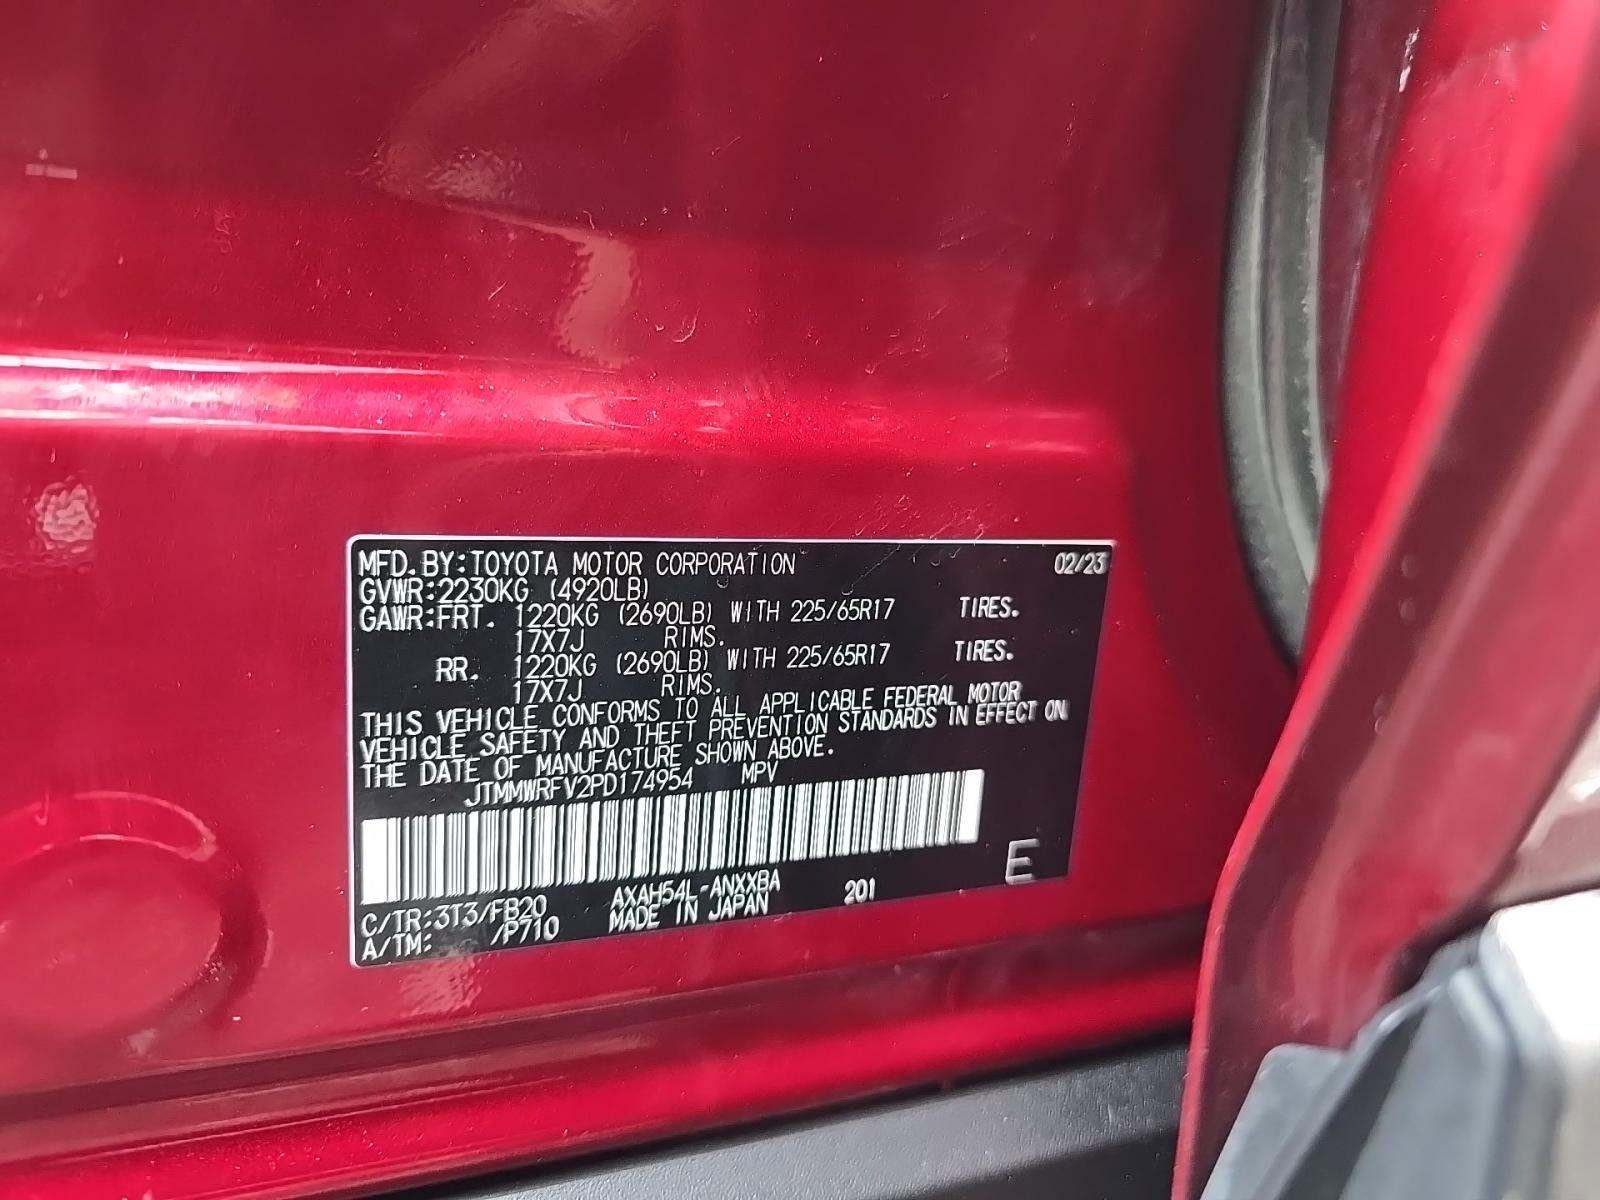 MFD. BY: TOYOTA MOTOR CORPORATION 02/23
GVWR: 2230KG (4920LB)
GAWR: FRT. 1220KG (2690LB) WITH 225/65R17 TIRES.
17X7J RIMS.
RR. 1220KG (2690LB) WITH 225/65R17 TIRES.
17X7J RIMS.
THIS VEHICLE CONFORMS TO ALL APPLICABLE FEDERAL MOTOR
VEHICLE SAFETY AND THEFT PREVENTION STANDARDS IN EFFECT ON
THE DATE OF MANUFACTURE SHOWN ABOVE.
JTMMWRFV2PD174954 MPV
E
C/TR: 3T3/FB20 AXAH54L-ANXXBA 201
A/TM: /P710 MADE IN JAPAN